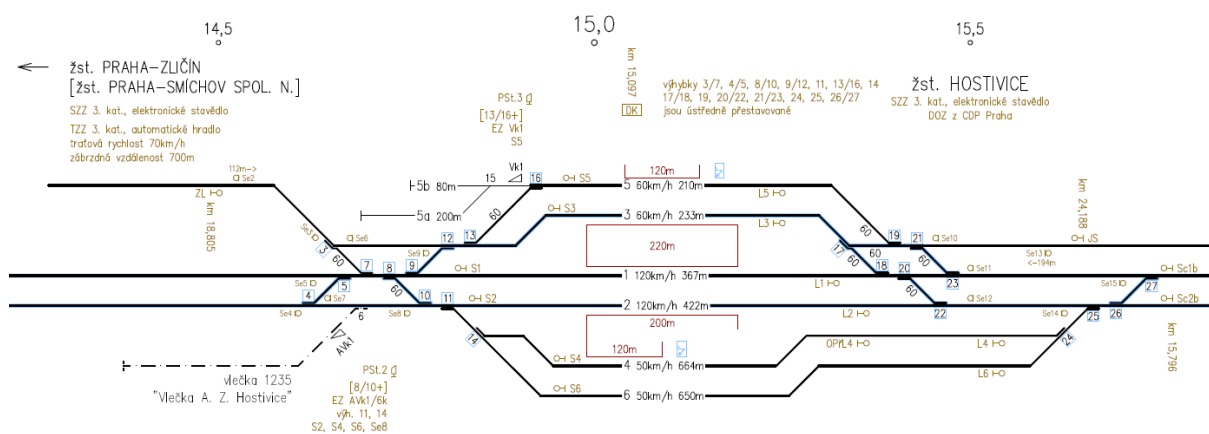 14,5
15,0
15,5
žst. PRAHA-ZLIČÍN
[žst. PRAHA-SMÍCHOV SPOL. N.]
SZZ 3. kat., elektronické stavědlo
TZZ 3. kat., automatické hradlo
traťová rychlost 70km/h
zábrzdná vzdálenost 700m
PSt.3
[13/16+]
EZ Vk1
S5
km 15,097
DK
výhybky 3/7, 4/5, 8/10, 9/12, 11, 13/16, 14
17/18, 19, 20/22, 21/23, 24, 25, 26/27
jsou ústředně přestavované
žst. HOSTIVICE
SZZ 3. kat., elektronické stavědlo
DOZ z CDP Praha
112m->
Se2
ZL
km 18,805
5b 80m
15
Vk1
16
S5
120m
5 60km/h 210m
L5
km 24,188
5a 200m
60
S3
3 60km/h 233m
L3
60
Se3
3
Se6
Se9
12
13
17
60
19
21
Se10
Se13
<-194m
JS
60
220m
Se5
5
7
8
9
S1
1 120km/h 367m
L1
18
20
23
Se11
Se15
27
Sc1b
60
60
4
Se7
Se4
6
Se8
10
11
S2
2 120km/h 422m
L2
22
Se12
Se14
25
26
Sc2b
AVk1
14
200m
OPřL4
L4
24
km 15,796
120m
S4
4 50km/h 664m
L6
S6
6 50km/h 650m
vlečka 1235
"Vlečka A. Z. Hostivice"
PSt.2
[8/10+]
EZ AVk1/6k
výh. 11, 14
S2, S4, S6, Se8